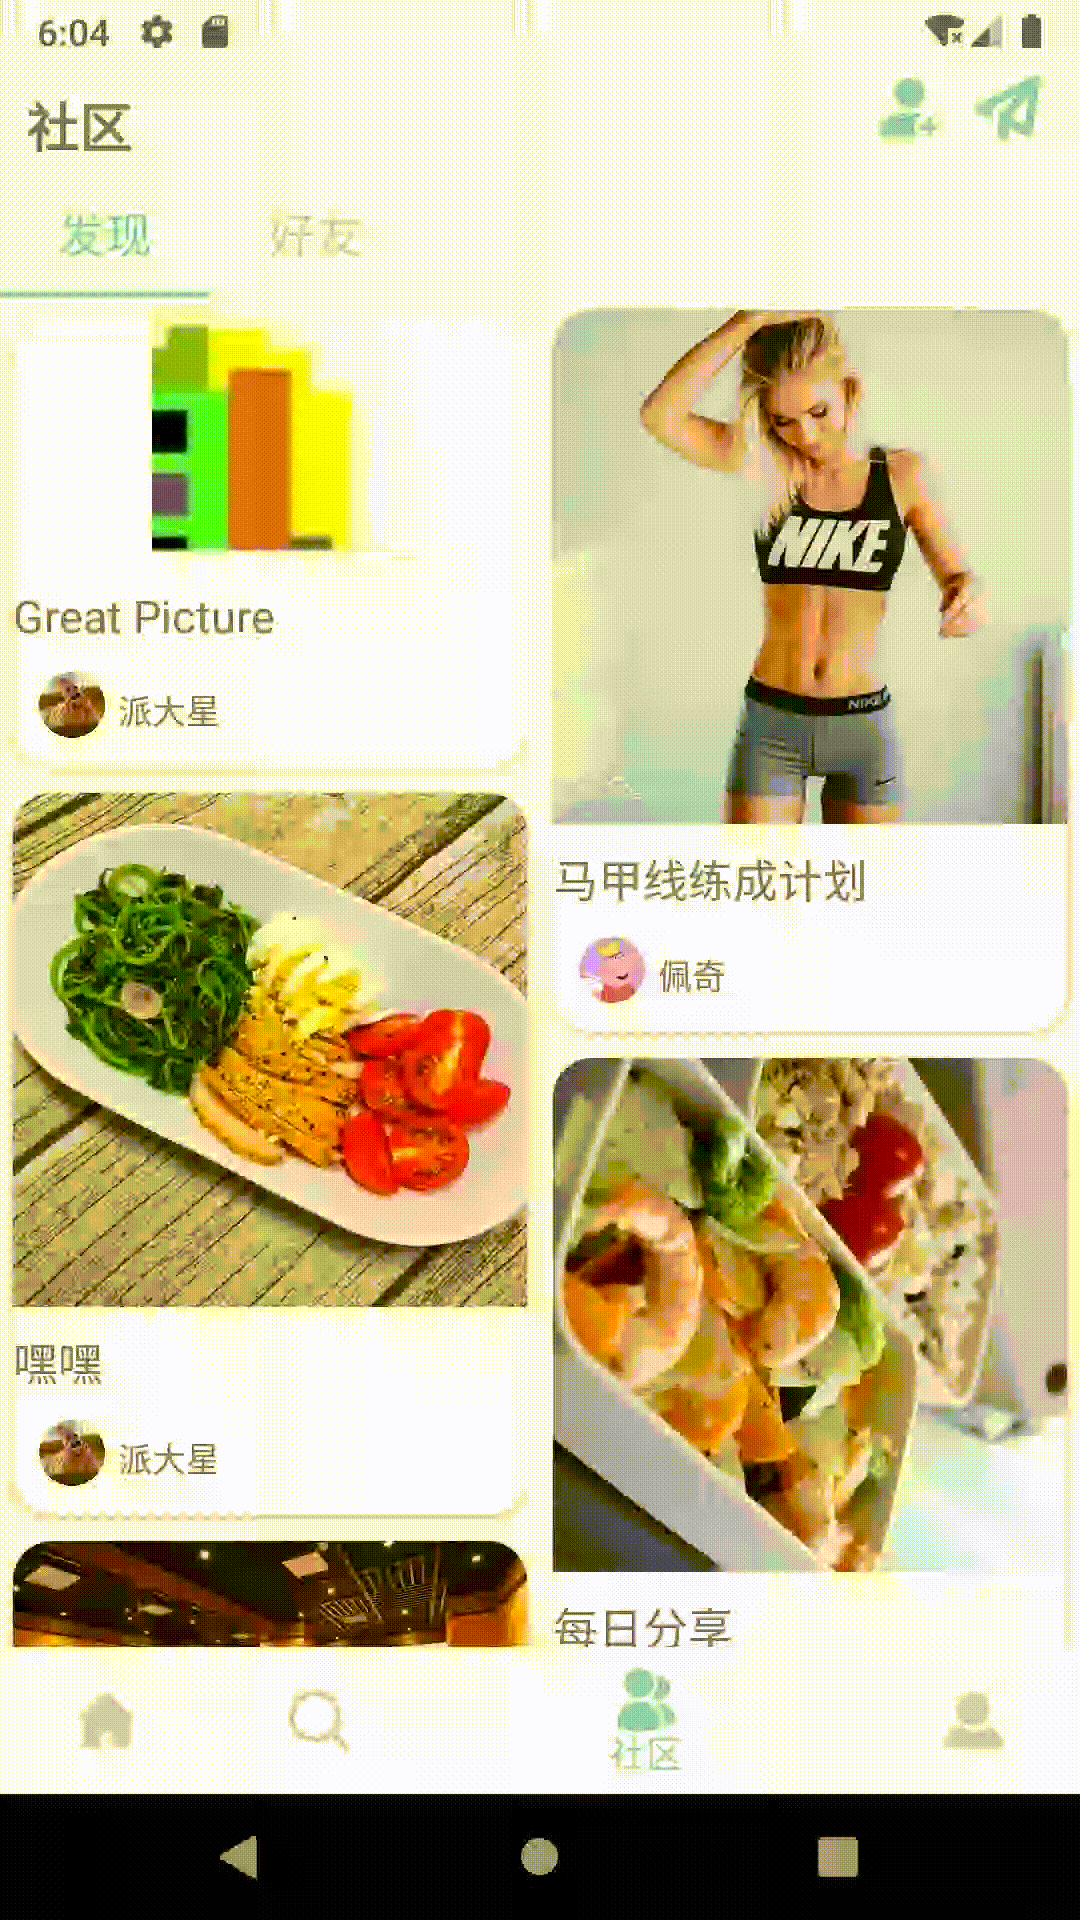 6:04
社区
发现
好友
Great Picture
派大星
NIKE
NIKE
马甲线练成计划
佩奇
嘿嘿
派大星
每日分享
社区